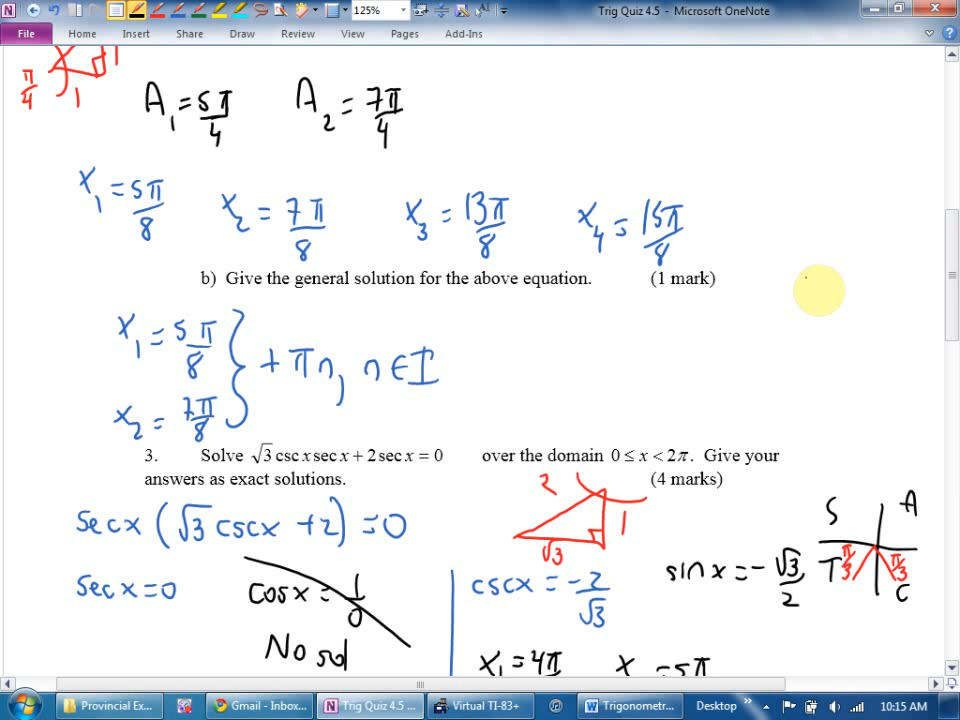 125%
Trig Quiz 4.5 - Microsoft OneNote
File Home Insert Share Draw Review View Pages Add-Ins
π/4 1 1
A₁ = 5π/4 A₂ = 7π/4
x₁ = 5π/8 x₂ = 7π/8 x₃ = 13π/8 x₄ = 15π/8
b) Give the general solution for the above equation. (1 mark)
x₁ = 5π/8
x₂ = 7π/8 } + πn, n ∈ I
3. Solve √3 csc x sec x + 2 sec x = 0 over the domain 0 ≤ x < 2π. Give your
answers as exact solutions. (4 marks)
sec x (√3 csc x + 2) = 0
2 1 √3
S A T C π/3 π/3
sec x = 0 cos x = 1/0 csc x = -2/√3 sin x = -√3/2
No sol
x₁ = 4π x = 5π
Provincial Ex... Gmail - Inbox... Trig Quiz 4.5 - ... Virtual TI-83+ Trigonometr... Desktop 10:15 AM